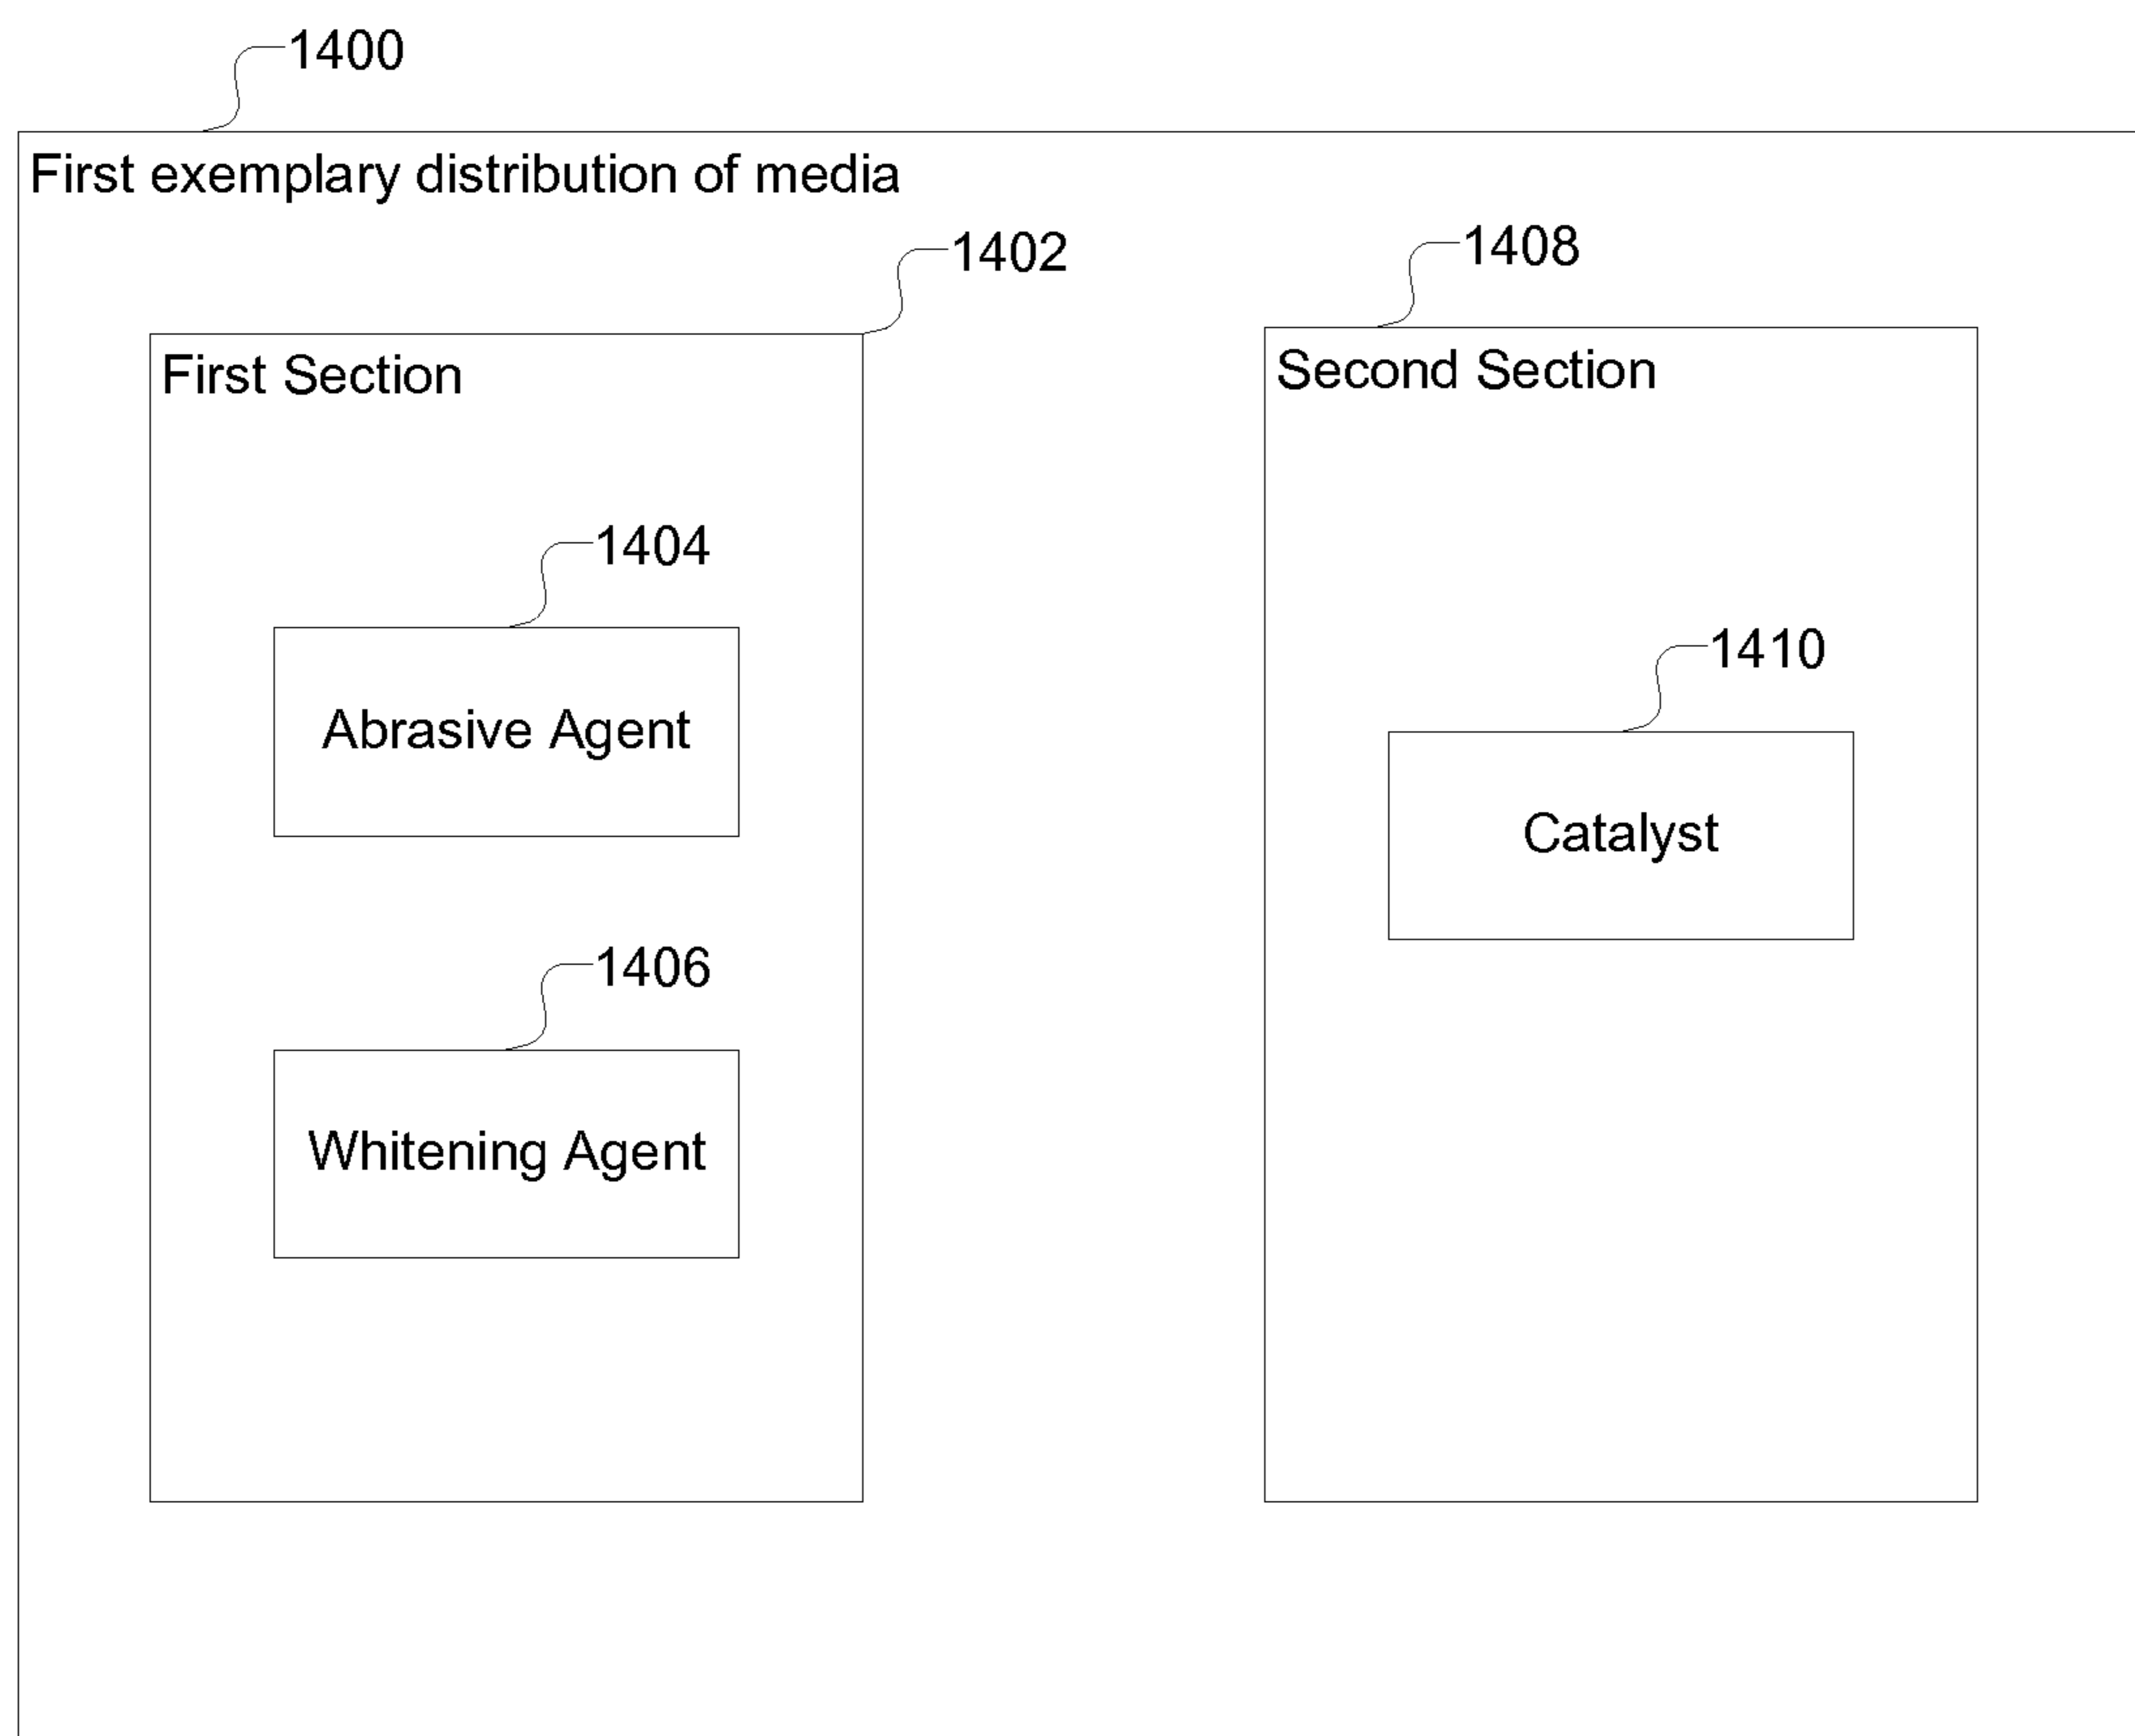 1400
First exemplary distribution of media
1402
1408
First Section
Second Section
1404
Abrasive Agent
1410
Catalyst
1406
Whitening Agent